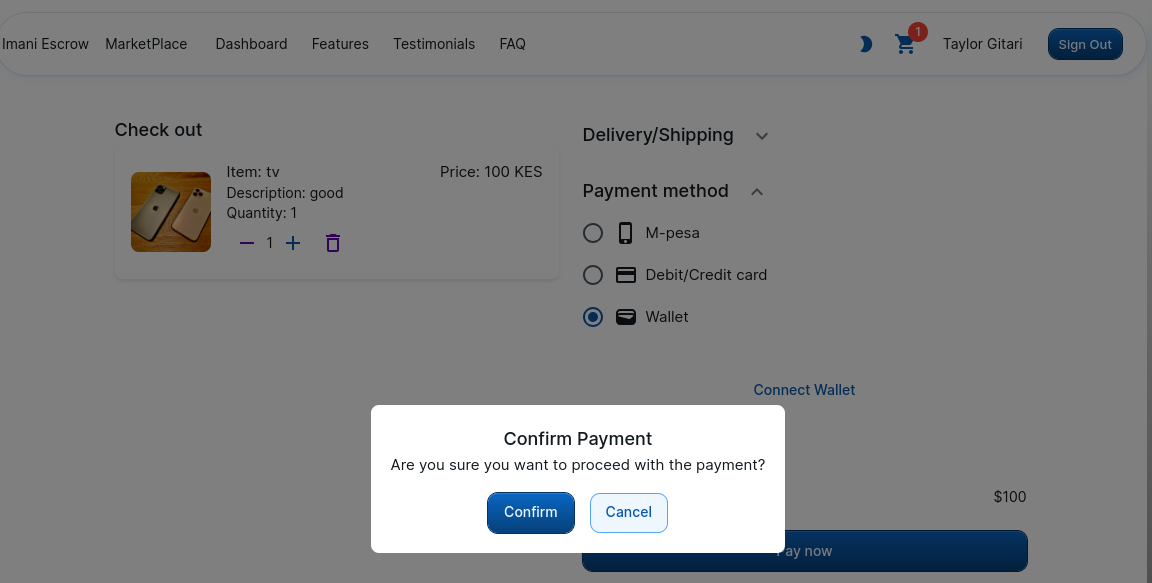 Imani Escrow MarketPlace Dashboard Features Testimonials FAQ 1 Taylor Gitari Sign Out
Check out
Item: tv Price: 100 KES
Description: good
Quantity: 1
1
Delivery/Shipping
Payment method
M-pesa
Debit/Credit card
Wallet
Connect Wallet
Confirm Payment
Are you sure you want to proceed with the payment?
Confirm Cancel
$100
Pay now